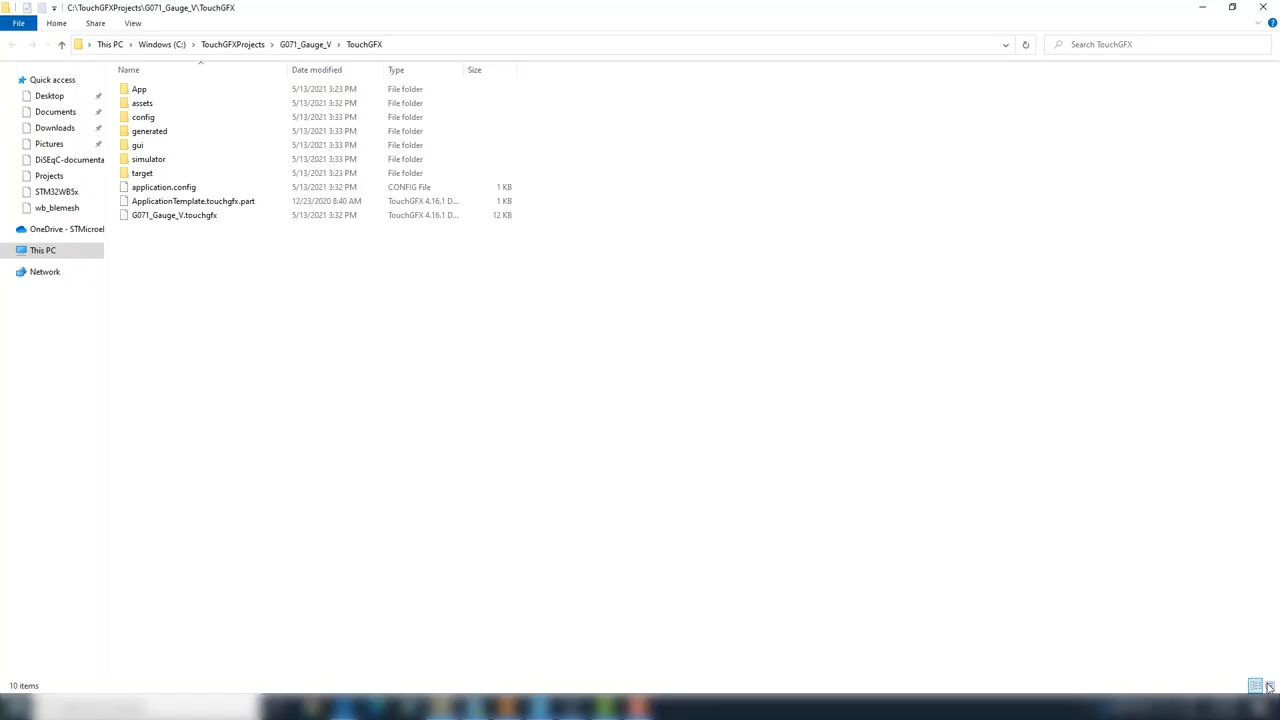 C:\TouchGFXProjects\G071_Gauge_V\TouchGFX
File Home Share View
This PC Windows (C:) TouchGFXProjects G071_Gauge_V TouchGFX
Search TouchGFX
Name Date modified Type Size
Quick access
Desktop
Documents
Downloads
Pictures
DiSEqC-documenta
Projects
STM32WB5x
wb_blemesh
OneDrive - STMicroel
This PC
Network
App 5/13/2021 3:23 PM File folder
assets 5/13/2021 3:32 PM File folder
config 5/13/2021 3:33 PM File folder
generated 5/13/2021 3:33 PM File folder
gui 5/13/2021 3:33 PM File folder
simulator 5/13/2021 3:33 PM File folder
target 5/13/2021 3:23 PM File folder
application.config 5/13/2021 3:32 PM CONFIG File 1 KB
ApplicationTemplate.touchgfx.part 12/23/2020 8:40 AM TouchGFX 4.16.1 D... 1 KB
G071_Gauge_V.touchgfx 5/13/2021 3:32 PM TouchGFX 4.16.1 D... 12 KB
10 items